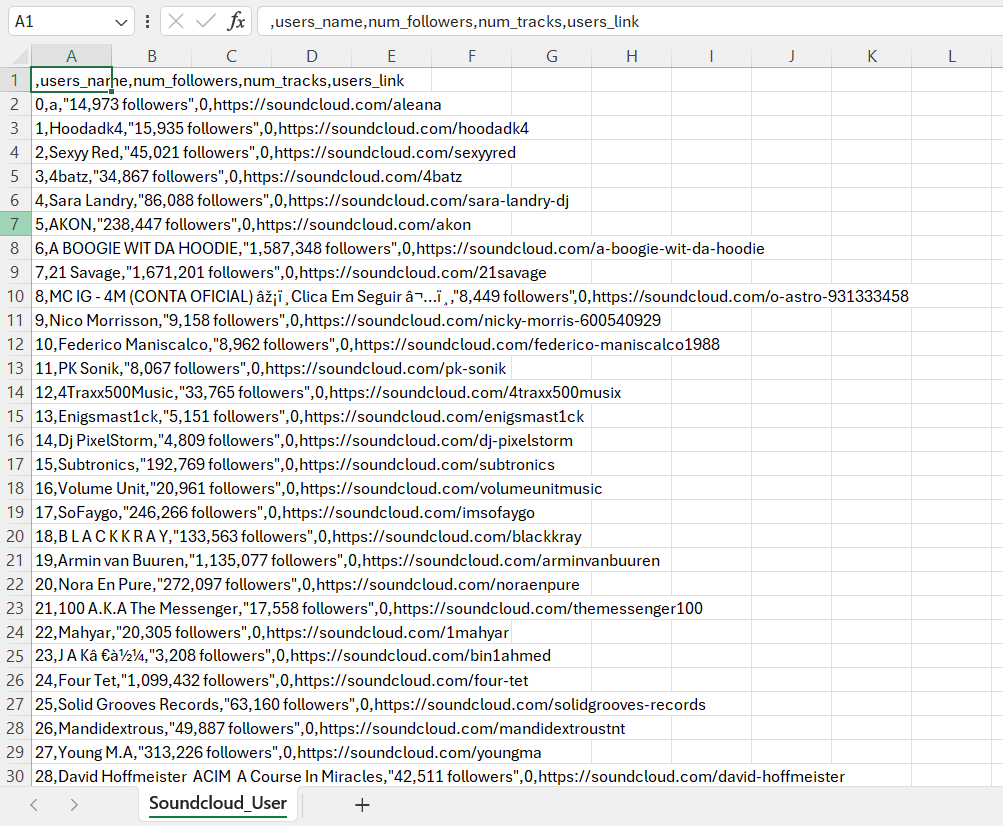 A1 fx ,users_name,num_followers,num_tracks,users_link
A B C D E F G H I J K L
1 ,users_name,num_followers,num_tracks,users_link
2 0,a,"14,973 followers",0,https://soundcloud.com/aleana
3 1,Hoodadk4,"15,935 followers",0,https://soundcloud.com/hoodadk4
4 2,Sexyy Red,"45,021 followers",0,https://soundcloud.com/sexyyred
5 3,4batz,"34,867 followers",0,https://soundcloud.com/4batz
6 4,Sara Landry,"86,088 followers",0,https://soundcloud.com/sara-landry-dj
7 5,AKON,"238,447 followers",0,https://soundcloud.com/akon
8 6,A BOOGIE WIT DA HOODIE,"1,587,348 followers",0,https://soundcloud.com/a-boogie-wit-da-hoodie
9 7,21 Savage,"1,671,201 followers",0,https://soundcloud.com/21savage
10 8,MC IG - 4M (CONTA OFICIAL) âž¡ï¸Clica Em Seguir â¬…ï¸,"8,449 followers",0,https://soundcloud.com/o-astro-931333458
11 9,Nico Morrisson,"9,158 followers",0,https://soundcloud.com/nicky-morris-600540929
12 10,Federico Maniscalco,"8,962 followers",0,https://soundcloud.com/federico-maniscalco1988
13 11,PK Sonik,"8,067 followers",0,https://soundcloud.com/pk-sonik
14 12,4Traxx500Music,"33,765 followers",0,https://soundcloud.com/4traxx500musix
15 13,Enigsmast1ck,"5,151 followers",0,https://soundcloud.com/enigsmast1ck
16 14,Dj PixelStorm,"4,809 followers",0,https://soundcloud.com/dj-pixelstorm
17 15,Subtronics,"192,769 followers",0,https://soundcloud.com/subtronics
18 16,Volume Unit,"20,961 followers",0,https://soundcloud.com/volumeunitmusic
19 17,SoFaygo,"246,266 followers",0,https://soundcloud.com/imsofaygo
20 18,B L A C K K R A Y,"133,563 followers",0,https://soundcloud.com/blackkray
21 19,Armin van Buuren,"1,135,077 followers",0,https://soundcloud.com/arminvanbuuren
22 20,Nora En Pure,"272,097 followers",0,https://soundcloud.com/noraenpure
23 21,100 A.K.A The Messenger,"17,558 followers",0,https://soundcloud.com/themessenger100
24 22,Mahyar,"20,305 followers",0,https://soundcloud.com/1mahyar
25 23,J A Kâ €à½¼,"3,208 followers",0,https://soundcloud.com/bin1ahmed
26 24,Four Tet,"1,099,432 followers",0,https://soundcloud.com/four-tet
27 25,Solid Grooves Records,"63,160 followers",0,https://soundcloud.com/solidgrooves-records
28 26,Mandidextrous,"49,887 followers",0,https://soundcloud.com/mandidextroustnt
29 27,Young M.A,"313,226 followers",0,https://soundcloud.com/youngma
30 28,David Hoffmeister  ACIM  A Course In Miracles,"42,511 followers",0,https://soundcloud.com/david-hoffmeister
Soundcloud_User